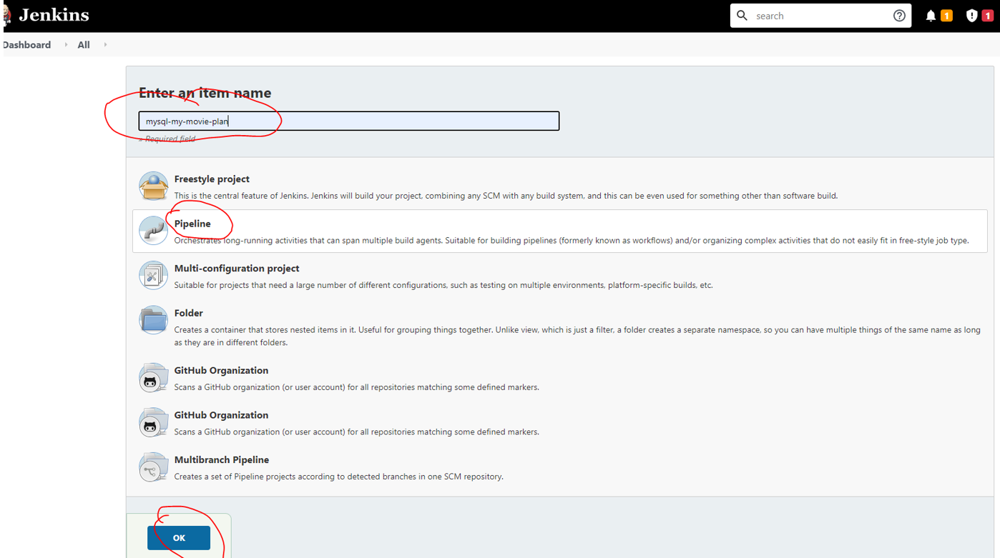 Jenkins
search
1
1
Dashboard
All
Enter an item name
mysql-my-movie-plan
» Required field
Freestyle project
This is the central feature of Jenkins. Jenkins will build your project, combining any SCM with any build system, and this can be even used for something other than software build.
Pipeline
Orchestrates long-running activities that can span multiple build agents. Suitable for building pipelines (formerly known as workflows) and/or organizing complex activities that do not easily fit in free-style job type.
Multi-configuration project
Suitable for projects that need a large number of different configurations, such as testing on multiple environments, platform-specific builds, etc.
Folder
Creates a container that stores nested items in it. Useful for grouping things together. Unlike view, which is just a filter, a folder creates a separate namespace, so you can have multiple things of the same name as long
as they are in different folders.
GitHub Organization
Scans a GitHub organization (or user account) for all repositories matching some defined markers.
GitHub Organization
Scans a GitHub organization (or user account) for all repositories matching some defined markers.
Multibranch Pipeline
Creates a set of Pipeline projects according to detected branches in one SCM repository.
OK